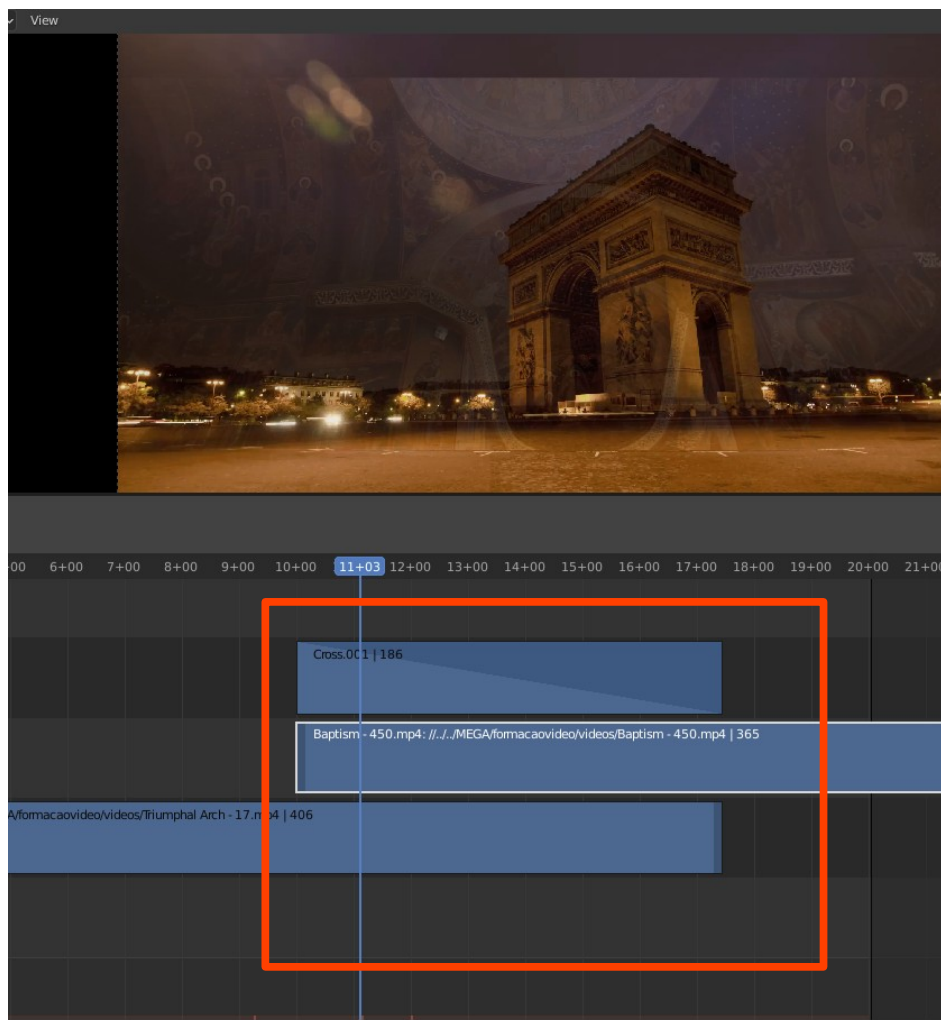 View
-00 6+00 7+00 8+00 9+00 10+00 11+03 12+00 13+00 14+00 15+00 16+00 17+00 18+00 19+00 20+00 21+00
Cross.001 | 186
Baptism - 450.mp4: //../../MEGA/formacaovideo/videos/Baptism - 450.mp4 | 365
A/formacaovideo/videos/Triumphal Arch - 17.mp4 | 406